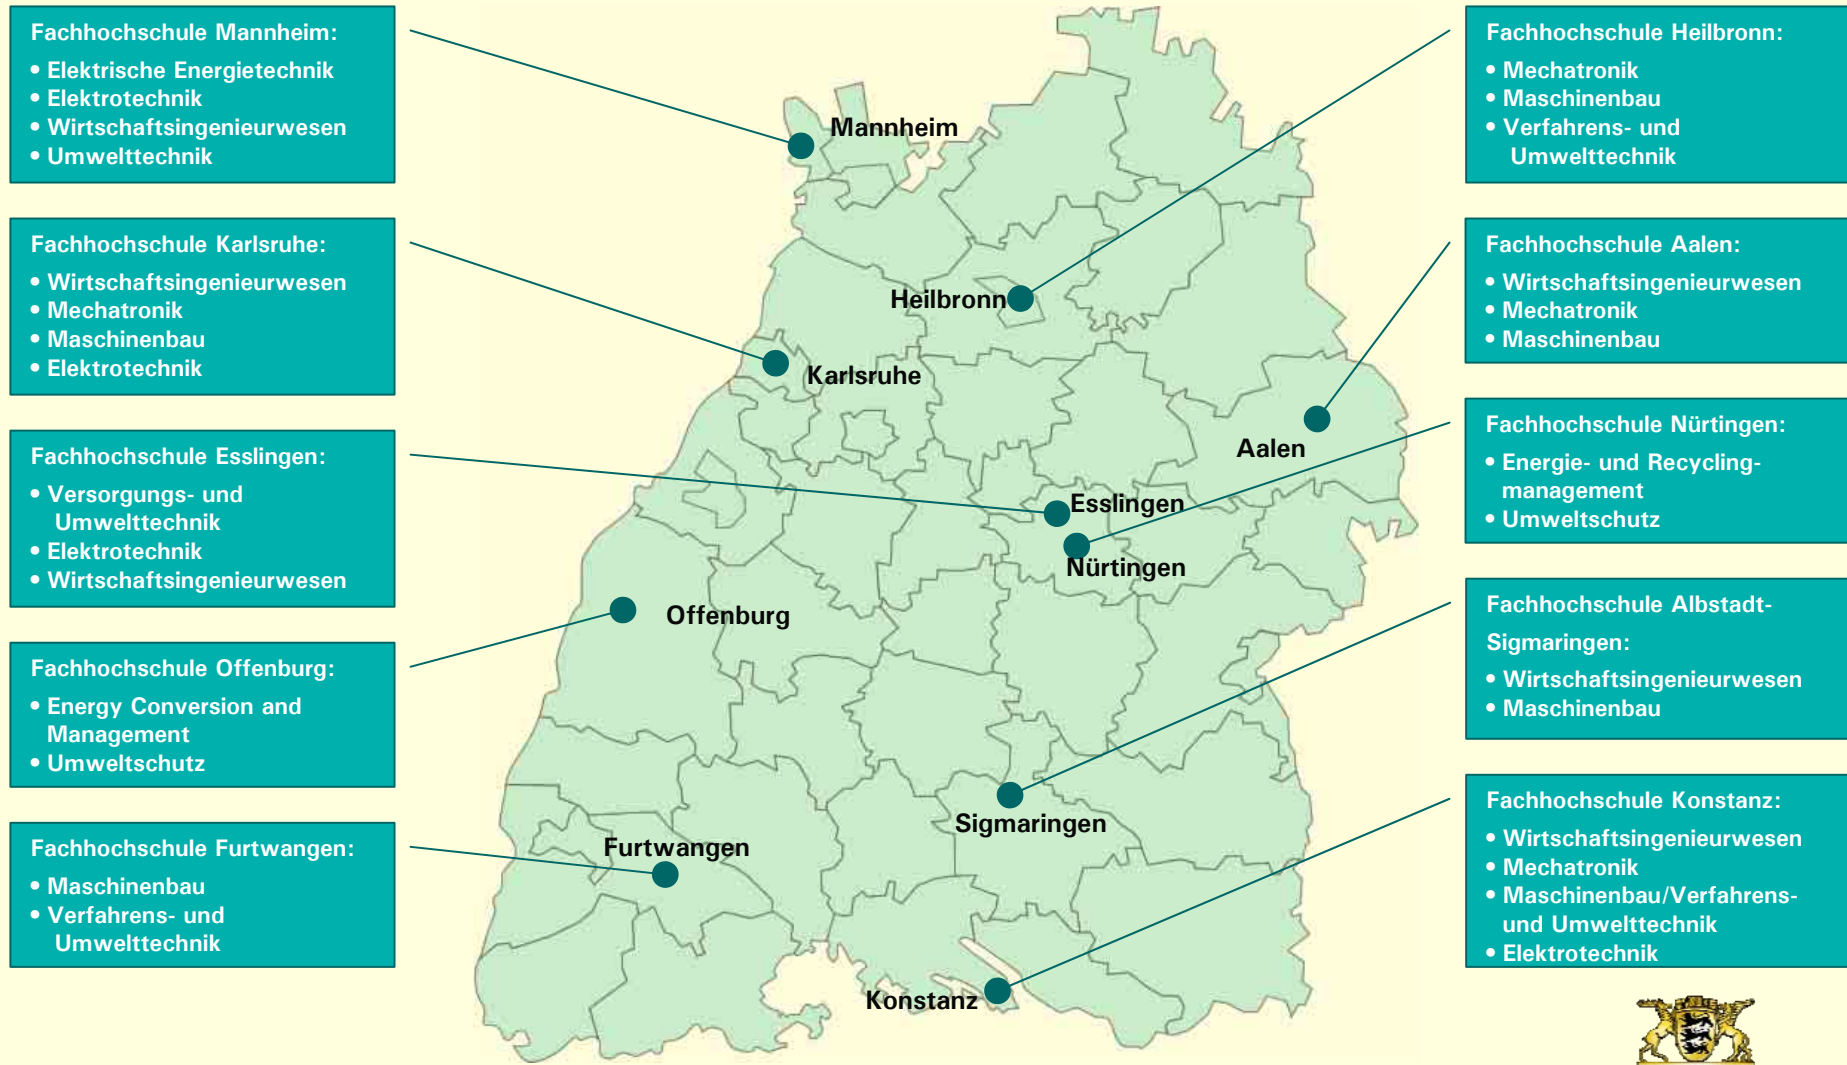 Fachhochschule Mannheim:
• Elektrische Energietechnik
• Elektrotechnik
• Wirtschaftsingenieurwesen
• Umwelttechnik
Fachhochschule Karlsruhe:
• Wirtschaftsingenieurwesen
• Mechatronik
• Maschinenbau
• Elektrotechnik
Fachhochschule Esslingen:
• Versorgungs- und
Umwelttechnik
• Elektrotechnik
• Wirtschaftsingenieurwesen
Fachhochschule Offenburg:
• Energy Conversion and
Management
• Umweltschutz
Fachhochschule Furtwangen:
• Maschinenbau
• Verfahrens- und
Umwelttechnik
Mannheim
Heilbronn
Karlsruhe
Aalen
Esslingen
Nürtingen
Offenburg
Sigmaringen
Furtwangen
Konstanz
Fachhochschule Heilbronn:
• Mechatronik
• Maschinenbau
• Verfahrens- und
Umwelttechnik
Fachhochschule Aalen:
• Wirtschaftsingenieurwesen
• Mechatronik
• Maschinenbau
Fachhochschule Nürtingen:
• Energie- und Recycling-
management
• Umweltschutz
Fachhochschule Albstadt-
Sigmaringen:
• Wirtschaftsingenieurwesen
• Maschinenbau
Fachhochschule Konstanz:
• Wirtschaftsingenieurwesen
• Mechatronik
• Maschinenbau/Verfahrens-
und Umwelttechnik
• Elektrotechnik